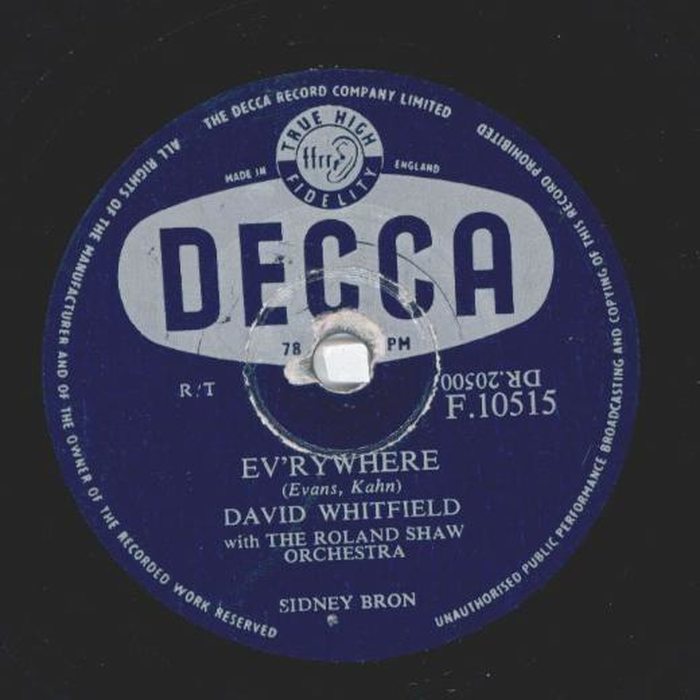 THE DECCA RECORD COMPANY LIMITED
ALL RIGHTS OF THE MANUFACTURER AND OF THE OWNER OF THE RECORDED WORK RESERVED
UNAUTHORISED PUBLIC PERFORMANCE BROADCASTING AND COPYING OF THIS RECORD PROHIBITED
TRUE HIGH
ffrr
FIDELITY
MADE IN ENGLAND
DECCA
78 PM
R/T
DR.20500
F.10515
EV'RYWHERE
(Evans, Kahn)
DAVID WHITFIELD
with THE ROLAND SHAW
ORCHESTRA
SIDNEY BRON